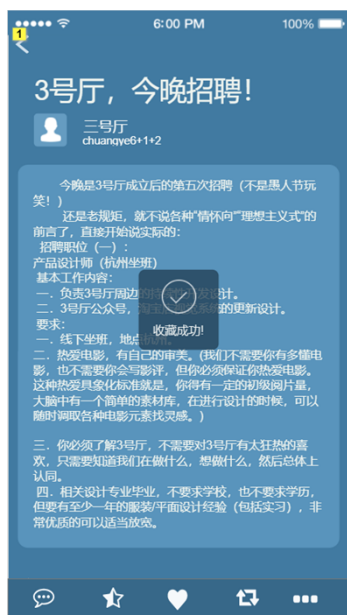 6:00 PM
100%
1
3号厅，今晚招聘！
三号厅
chuangye6+1+2
今晚是3号厅成立后的第五次招聘（不是愚人节玩
笑！）
还是老规矩，就不说各种"情怀向""理想主义式"的
前言了，直接开始说实际的：
招聘职位（一）：
产品设计师（杭州坐班）
基本工作内容：
一．负责3号厅周边的
设计。
二．3号厅公众号，
的更新设计。
收藏成功!
要求：
一．线下坐班，地点杭州。
二．热爱电影，有自己的审美。(我们不需要你有多懂电
影，也不需要你会写影评，但你必须保证你热爱电影。
这种热爱具象化标准就是，你得有一定的初级阅片量，
大脑中有一个简单的素材库，在进行设计的时候，可以
随时调取各种电影元素找灵感。)
三．你必须了解3号厅，不需要对3号厅有太狂热的喜
欢，只需要知道我们在做什么，想做什么，然后总体上
认同。
四．相关设计专业毕业，不要求学校，也不要求学历，
但要有至少一年的服装/平面设计经验（包括实习），非
常优质的可以适当放宽。